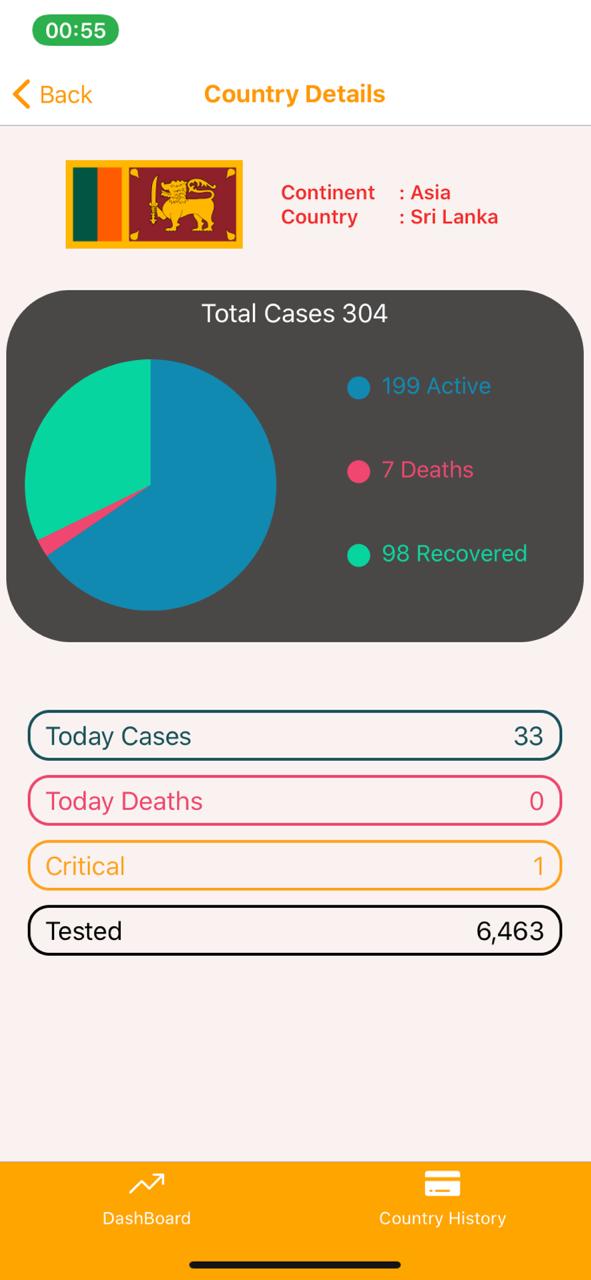 00:55
Back
Country Details
Continent : Asia
Country : Sri Lanka
Total Cases 304
199 Active
7 Deaths
98 Recovered
Today Cases 33
Today Deaths 0
Critical 1
Tested 6,463
DashBoard
Country History